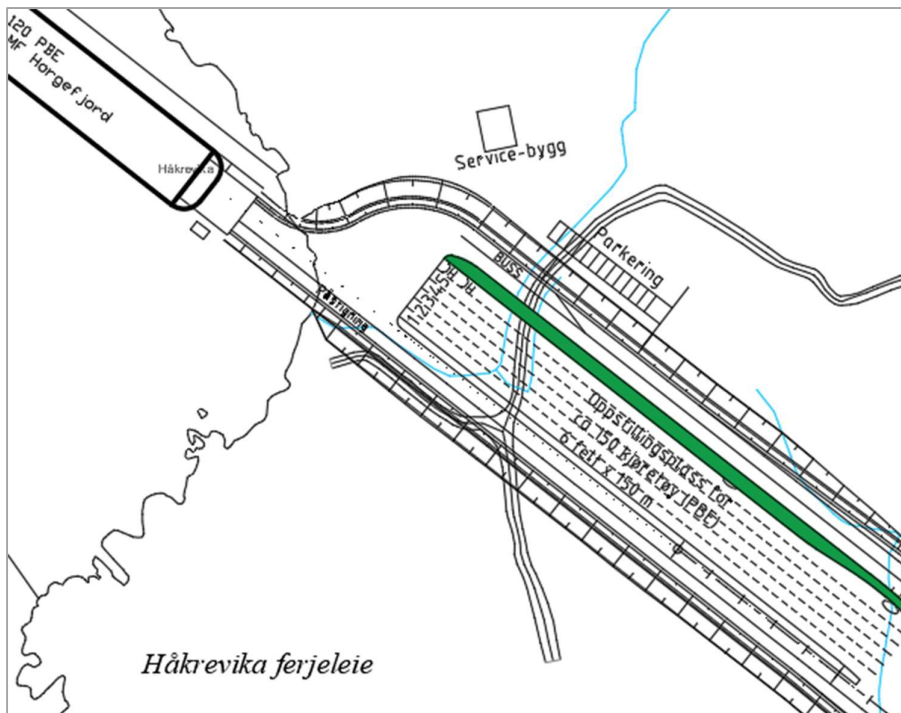 120 PBE
MF Horgefjord
Håkrevika
Service-bygg
Parkering
BUSS
123456
Oppstillingsplass for
ca 150 kjøretøy (PBE)
6 felt x 150 m
Håkrevika ferjeleie